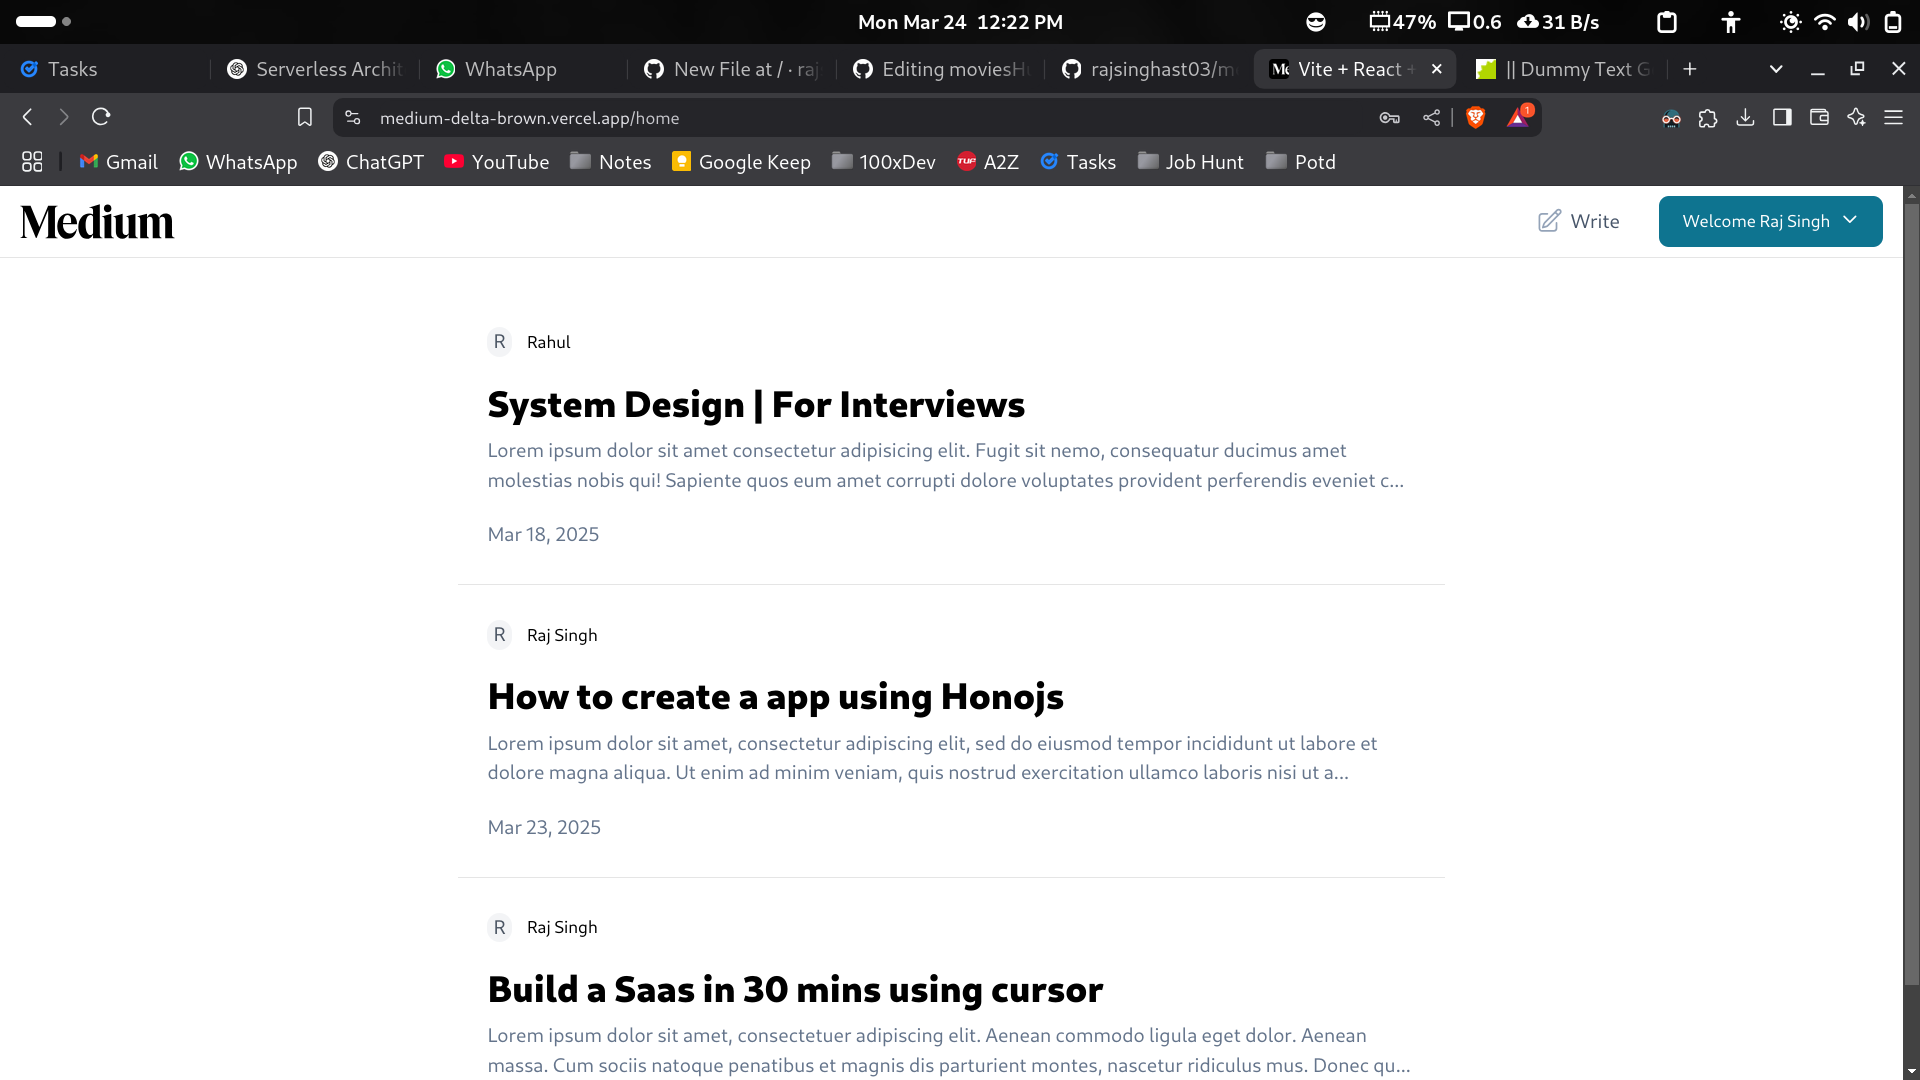 Mon Mar 24 12:22 PM
47% 0.6 31 B/s
Tasks
Serverless Archit
WhatsApp
New File at / · raj
Editing moviesH
rajsinghast03/m
Vite + React +
|| Dummy Text G
medium-delta-brown.vercel.app/home
1
Gmail WhatsApp ChatGPT YouTube Notes Google Keep 100xDev TUF A2Z Tasks Job Hunt Potd
Medium
Write
Welcome Raj Singh
R Rahul
System Design | For Interviews
Lorem ipsum dolor sit amet consectetur adipisicing elit. Fugit sit nemo, consequatur ducimus amet
molestias nobis qui! Sapiente quos eum amet corrupti dolore voluptates provident perferendis eveniet c...
Mar 18, 2025
R Raj Singh
How to create a app using Honojs
Lorem ipsum dolor sit amet, consectetur adipiscing elit, sed do eiusmod tempor incididunt ut labore et
dolore magna aliqua. Ut enim ad minim veniam, quis nostrud exercitation ullamco laboris nisi ut a...
Mar 23, 2025
R Raj Singh
Build a Saas in 30 mins using cursor
Lorem ipsum dolor sit amet, consectetuer adipiscing elit. Aenean commodo ligula eget dolor. Aenean
massa. Cum sociis natoque penatibus et magnis dis parturient montes, nascetur ridiculus mus. Donec qu...